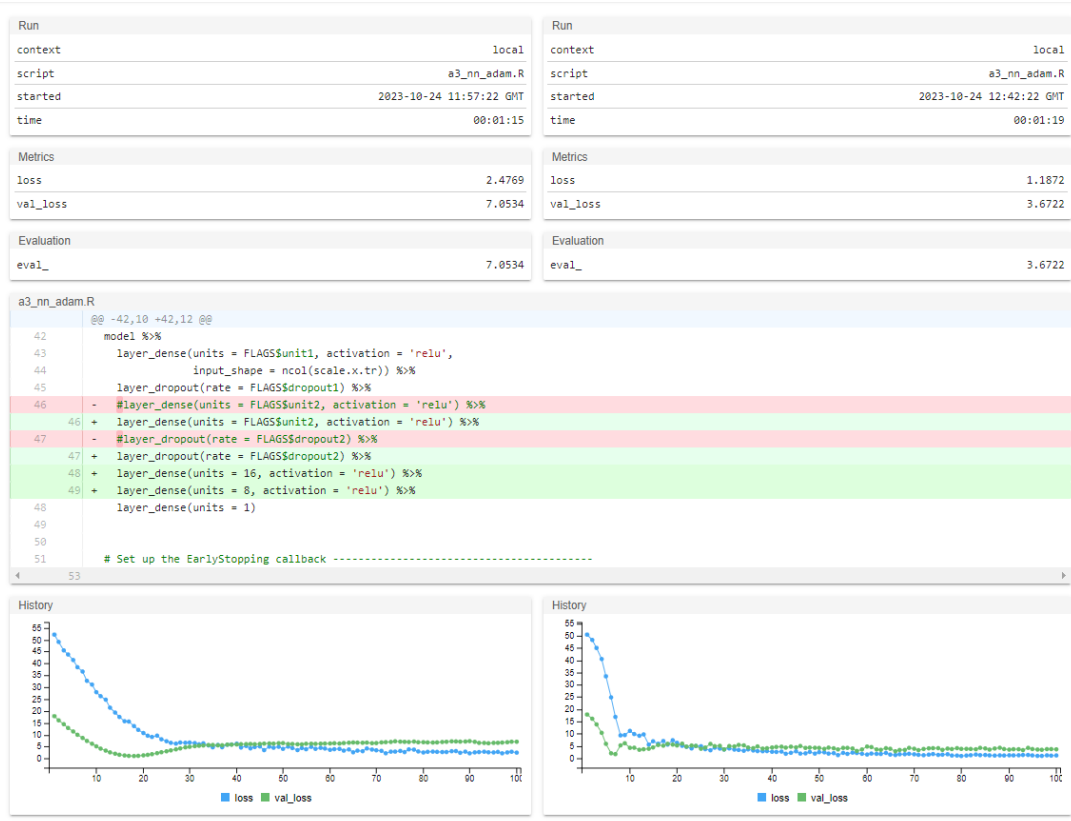 Run Run
context local context local
script a3_nn_adam.R script a3_nn_adam.R
started 2023-10-24 11:57:22 GMT started 2023-10-24 12:42:22 GMT
time 00:01:15 time 00:01:19
Metrics Metrics
loss 2.4769 loss 1.1872
val_loss 7.0534 val_loss 3.6722
Evaluation Evaluation
eval_ 7.0534 eval_ 3.6722
a3_nn_adam.R
@@ -42,10 +42,12 @@
42 model %>%
43 layer_dense(units = FLAGS$unit1, activation = 'relu',
44 input_shape = ncol(scale.x.tr)) %>%
45 layer_dropout(rate = FLAGS$dropout1) %>%
46 - #layer_dense(units = FLAGS$unit2, activation = 'relu') %>%
46 + layer_dense(units = FLAGS$unit2, activation = 'relu') %>%
47 - #layer_dropout(rate = FLAGS$dropout2) %>%
47 + layer_dropout(rate = FLAGS$dropout2) %>%
48 + layer_dense(units = 16, activation = 'relu') %>%
49 + layer_dense(units = 8, activation = 'relu') %>%
48 layer_dense(units = 1)
49
50
51 # Set up the EarlyStopping callback -----------------------------------------
53
History History
55 55
50 50
45 45
40 40
35 35
30 30
25 25
20 20
15 15
10 10
5 5
0 0
10 20 30 40 50 60 70 80 90 100 10 20 30 40 50 60 70 80 90 100
loss val_loss loss val_loss